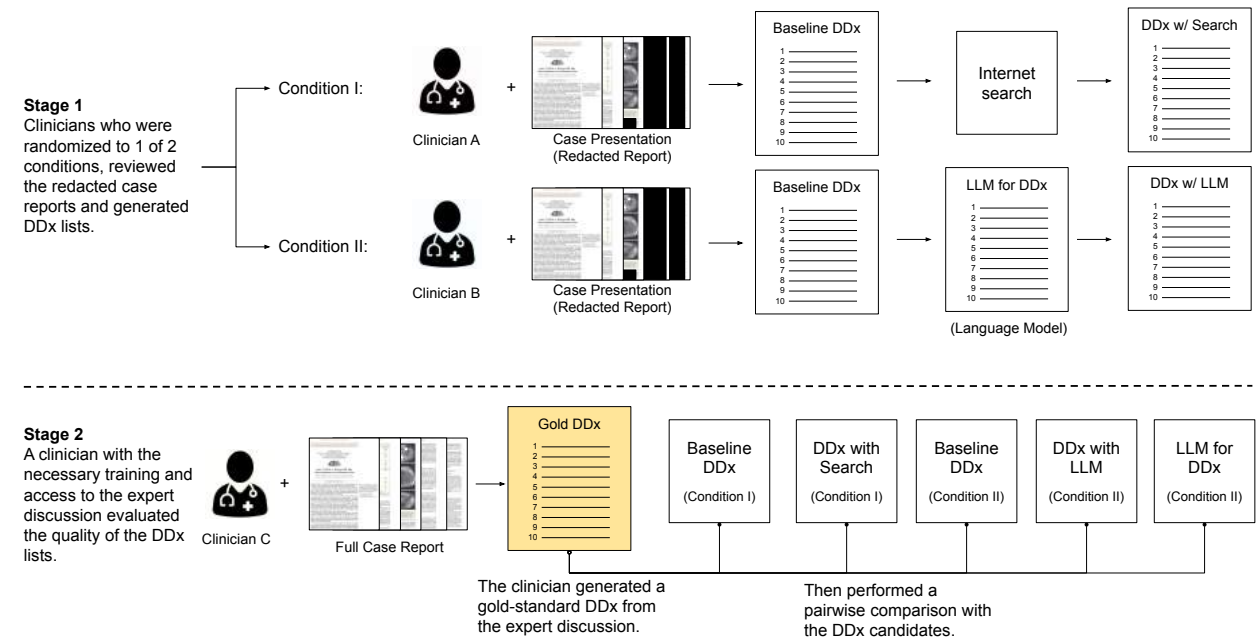 Stage 1
Clinicians who were
randomized to 1 of 2
conditions, reviewed
the redacted case
reports and generated
DDx lists.
Condition I:
Clinician A
+
Case Presentation
(Redacted Report)
Baseline DDx
1
2
3
4
5
6
7
8
9
10
Internet
search
DDx w/ Search
1
2
3
4
5
6
7
8
9
10
Condition II:
Clinician B
+
Case Presentation
(Redacted Report)
Baseline DDx
1
2
3
4
5
6
7
8
9
10
LLM for DDx
1
2
3
4
5
6
7
8
9
10
(Language Model)
DDx w/ LLM
1
2
3
4
5
6
7
8
9
10
Stage 2
A clinician with the
necessary training and
access to the expert
discussion evaluated
the quality of the DDx
lists.
Clinician C
+
Full Case Report
Gold DDx
1
2
3
4
5
6
7
8
9
10
The clinician generated a
gold-standard DDx from
the expert discussion.
Baseline
DDx
(Condition I)
DDx with
Search
(Condition I)
Baseline
DDx
(Condition II)
DDx with
LLM
(Condition II)
LLM for
DDx
(Condition II)
Then performed a
pairwise comparison with
the DDx candidates.